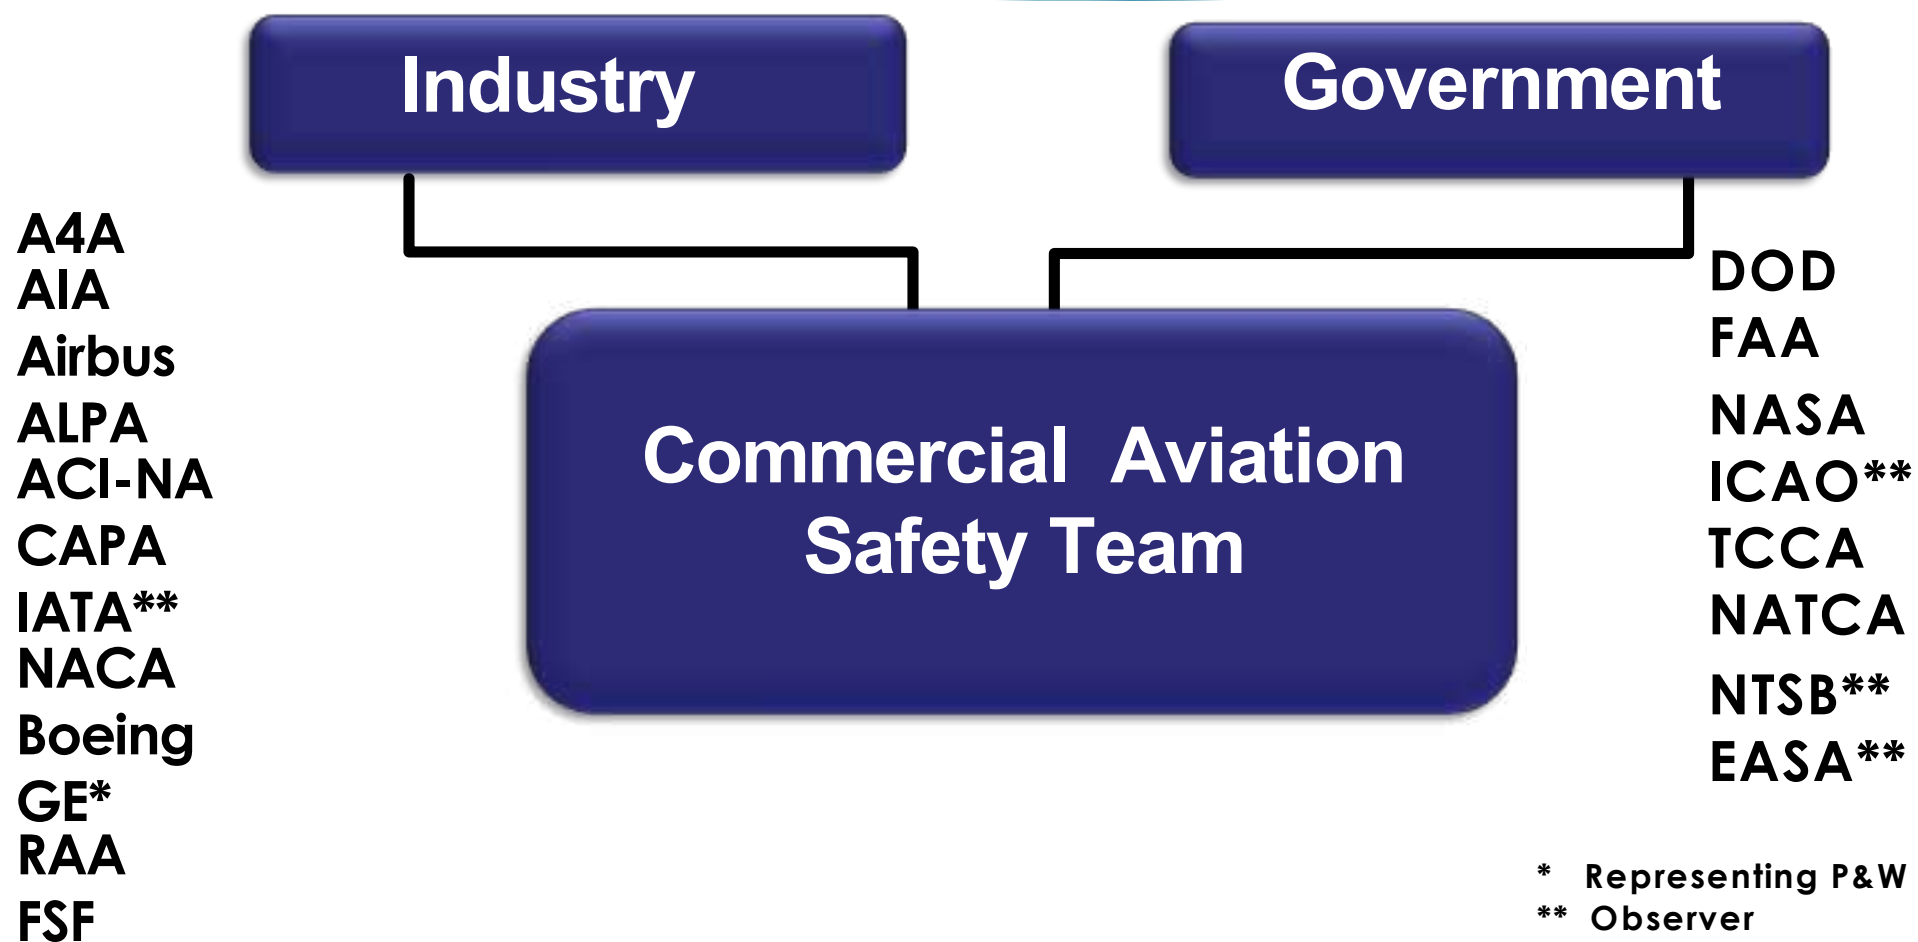 Industry
Government
A4A
AIA
Airbus
ALPA
ACI-NA
CAPA
IATA**
NACA
Boeing
GE*
RAA
FSF
Commercial Aviation
Safety Team
DOD
FAA
NASA
ICAO**
TCCA
NATCA
NTSB**
EASA**
* Representing P&W
** Observer